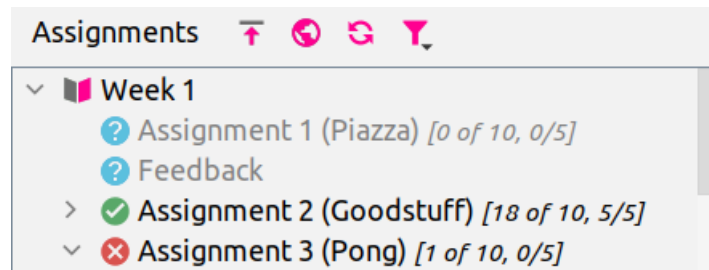 Assignments
Week 1
Assignment 1 (Piazza) [0 of 10, 0/5]
Feedback
Assignment 2 (Goodstuff) [18 of 10, 5/5]
Assignment 3 (Pong) [1 of 10, 0/5]